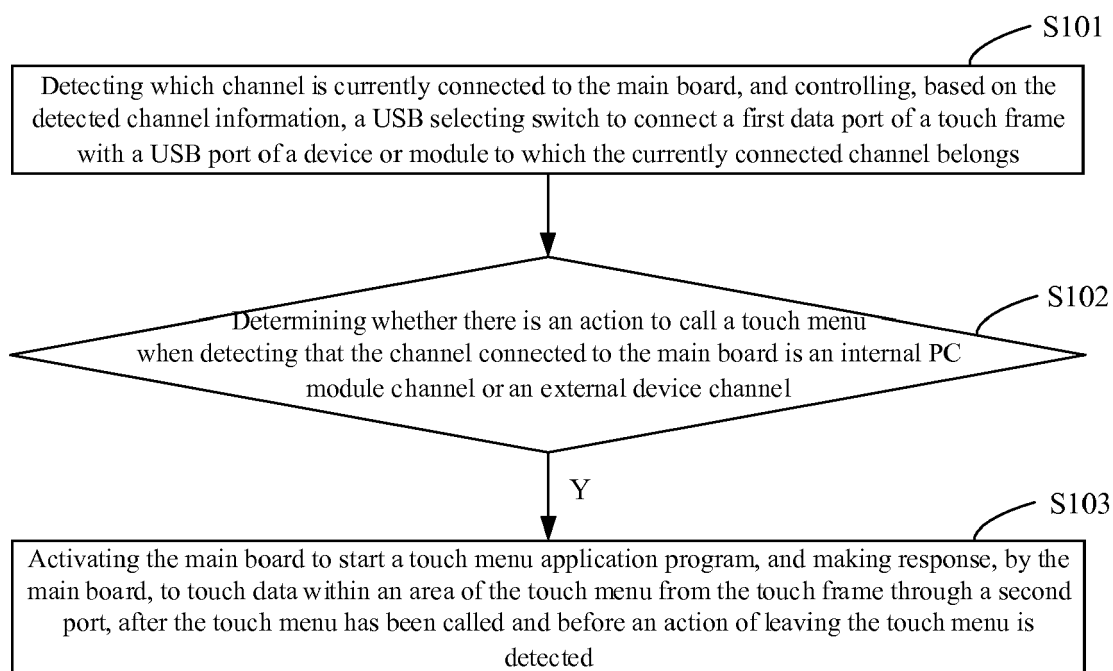 S101
Detecting which channel is currently connected to the main board, and controlling, based on the
detected channel information, a USB selecting switch to connect a first data port of a touch frame
with a USB port of a device or module to which the currently connected channel belongs
S102
Determining whether there is an action to call a touch menu
when detecting that the channel connected to the main board is an internal PC
module channel or an external device channel
Y
S103
Activating the main board to start a touch menu application program, and making response, by the
main board, to touch data within an area of the touch menu from the touch frame through a second
port, after the touch menu has been called and before an action of leaving the touch menu is
detected